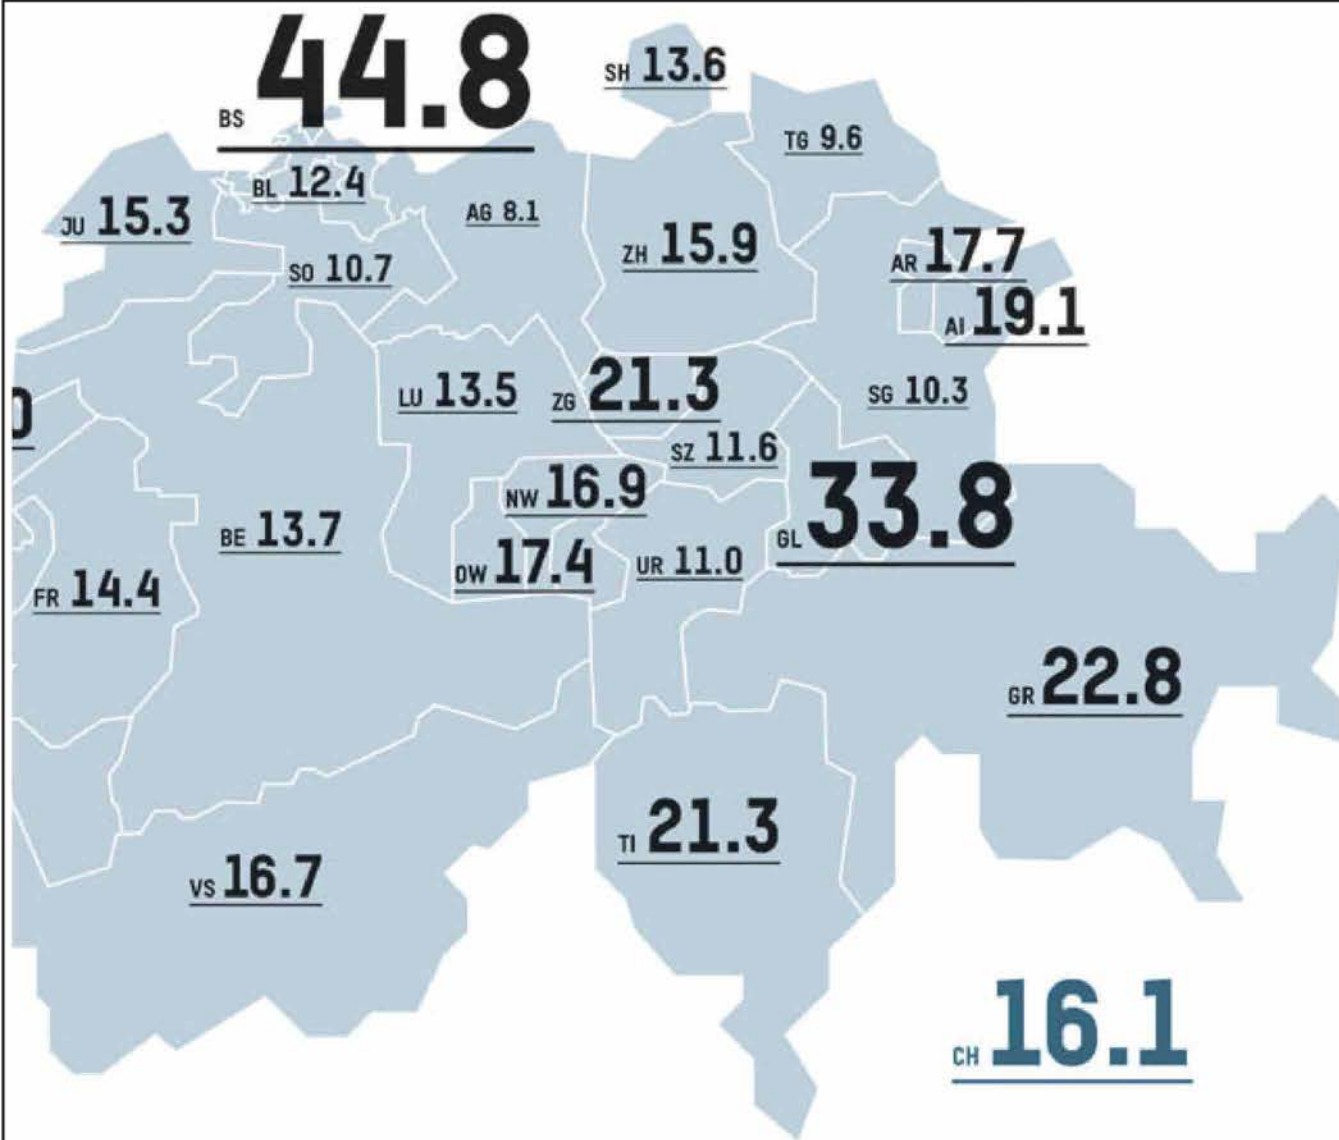 BS 44.8
SH 13.6
TG 9.6
BL 12.4
JU 15.3
AG 8.1
ZH 15.9
AR 17.7
SO 10.7
AI 19.1
LU 13.5
ZG 21.3
SG 10.3
0
SZ 11.6
NW 16.9
GL 33.8
BE 13.7
OW 17.4
UR 11.0
FR 14.4
GR 22.8
TI 21.3
VS 16.7
CH 16.1